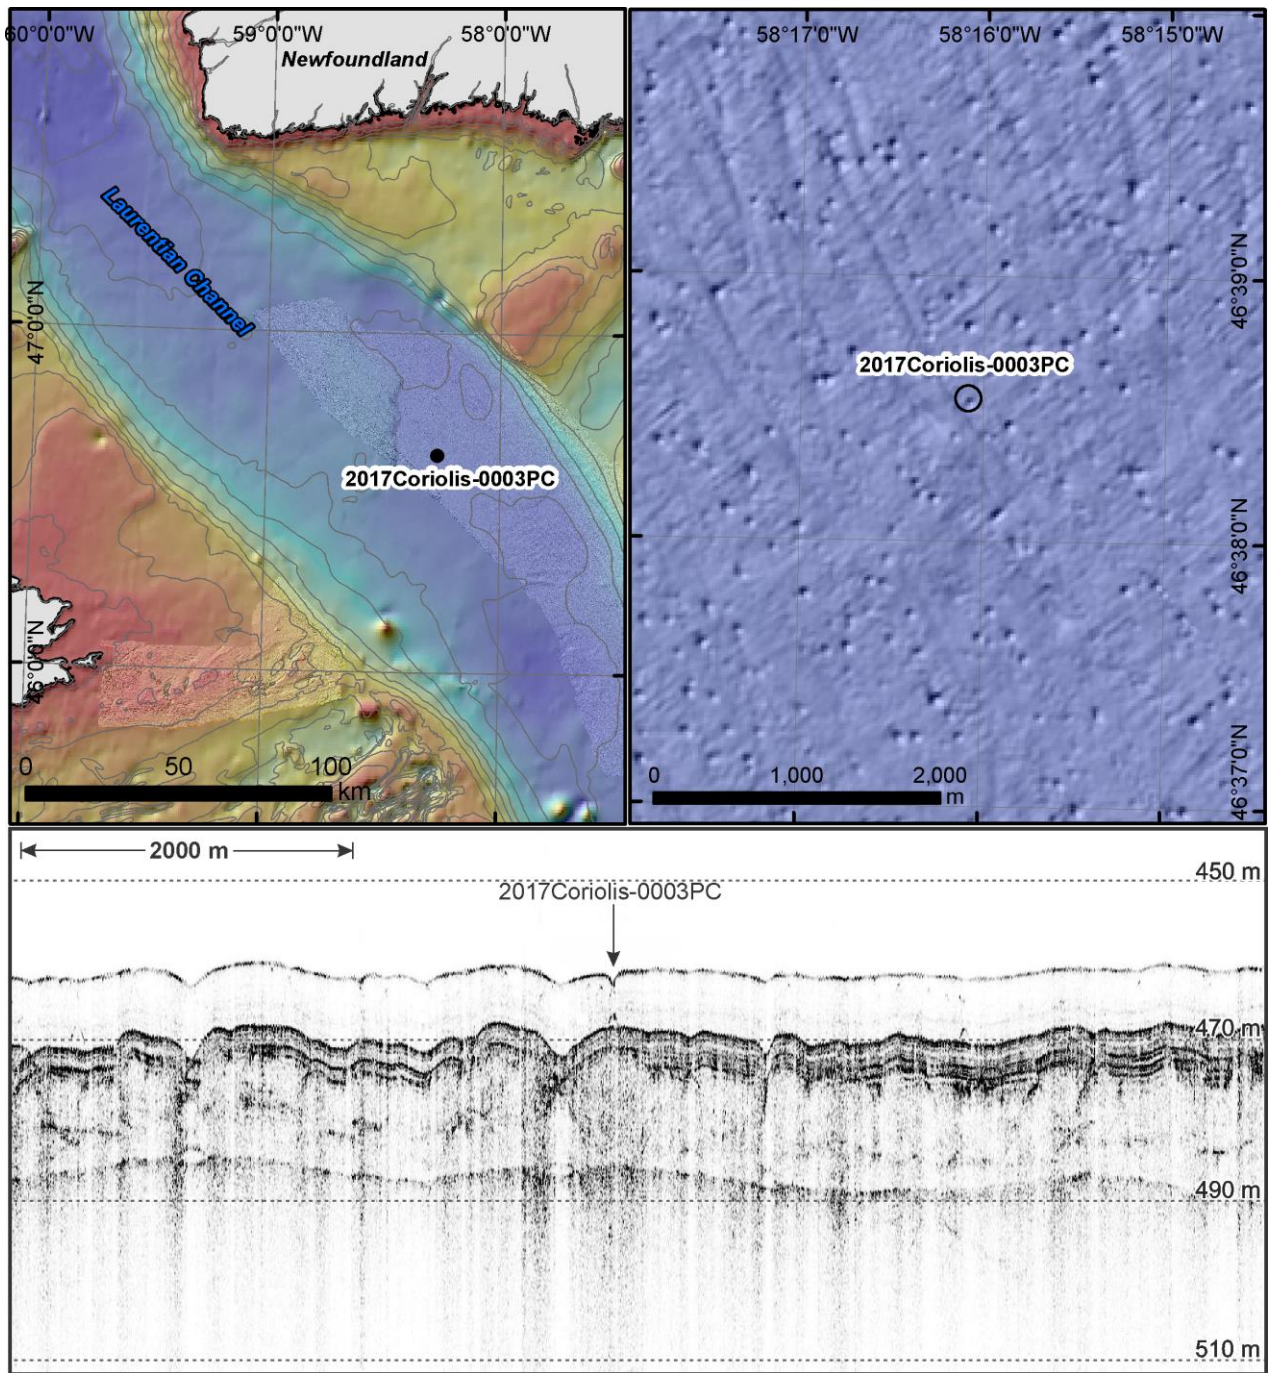 60°0'0"W
59°0'0"W
58°0'0"W
Newfoundland
Laurentian Channel
47°0'0"N
2017Coriolis-0003PC
46°0'0"N
0 50 100
km
58°17'0"W
58°16'0"W
58°15'0"W
46°39'0"N
2017Coriolis-0003PC
46°38'0"N
46°37'0"N
0 1,000 2,000
m
2000 m
450 m
2017Coriolis-0003PC
470 m
490 m
510 m